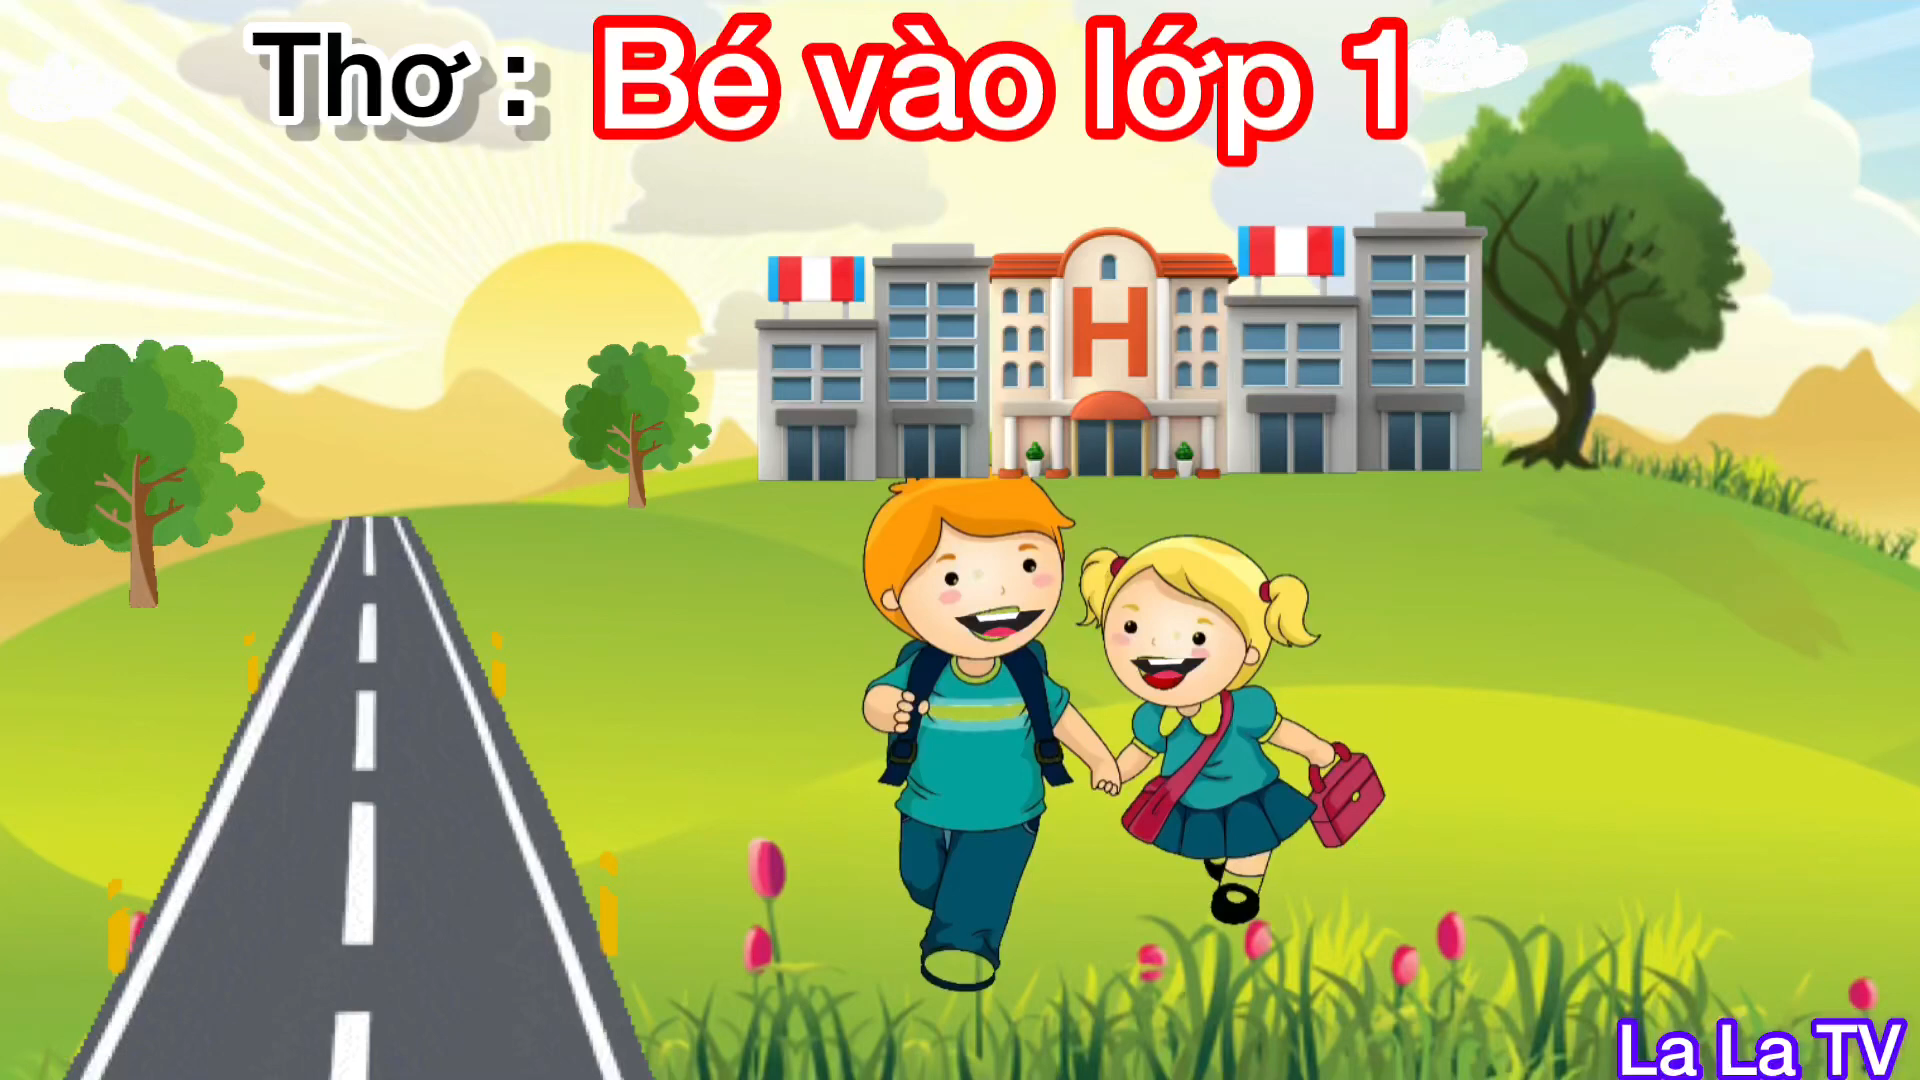 Thơ : Bé vào lớp 1
H
La La TV